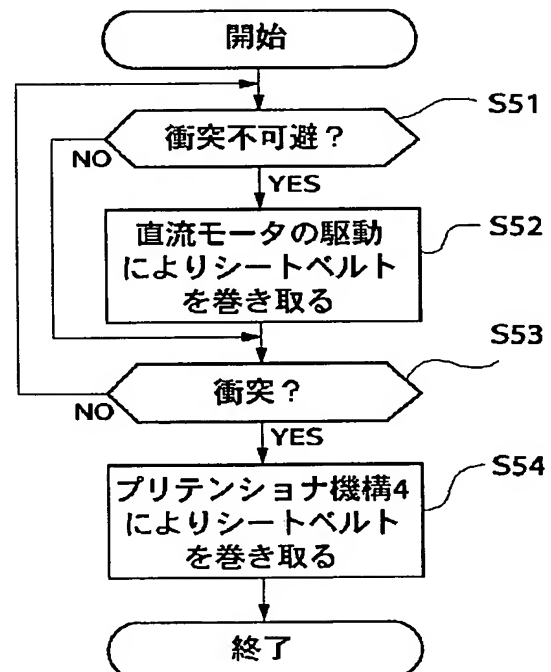 開始
衝突不可避？
S51
NO
YES
直流モータの駆動
によりシートベルト
を巻き取る
S52
衝突？
S53
NO
YES
プリテンショナ機構4
によりシートベルト
を巻き取る
S54
終了